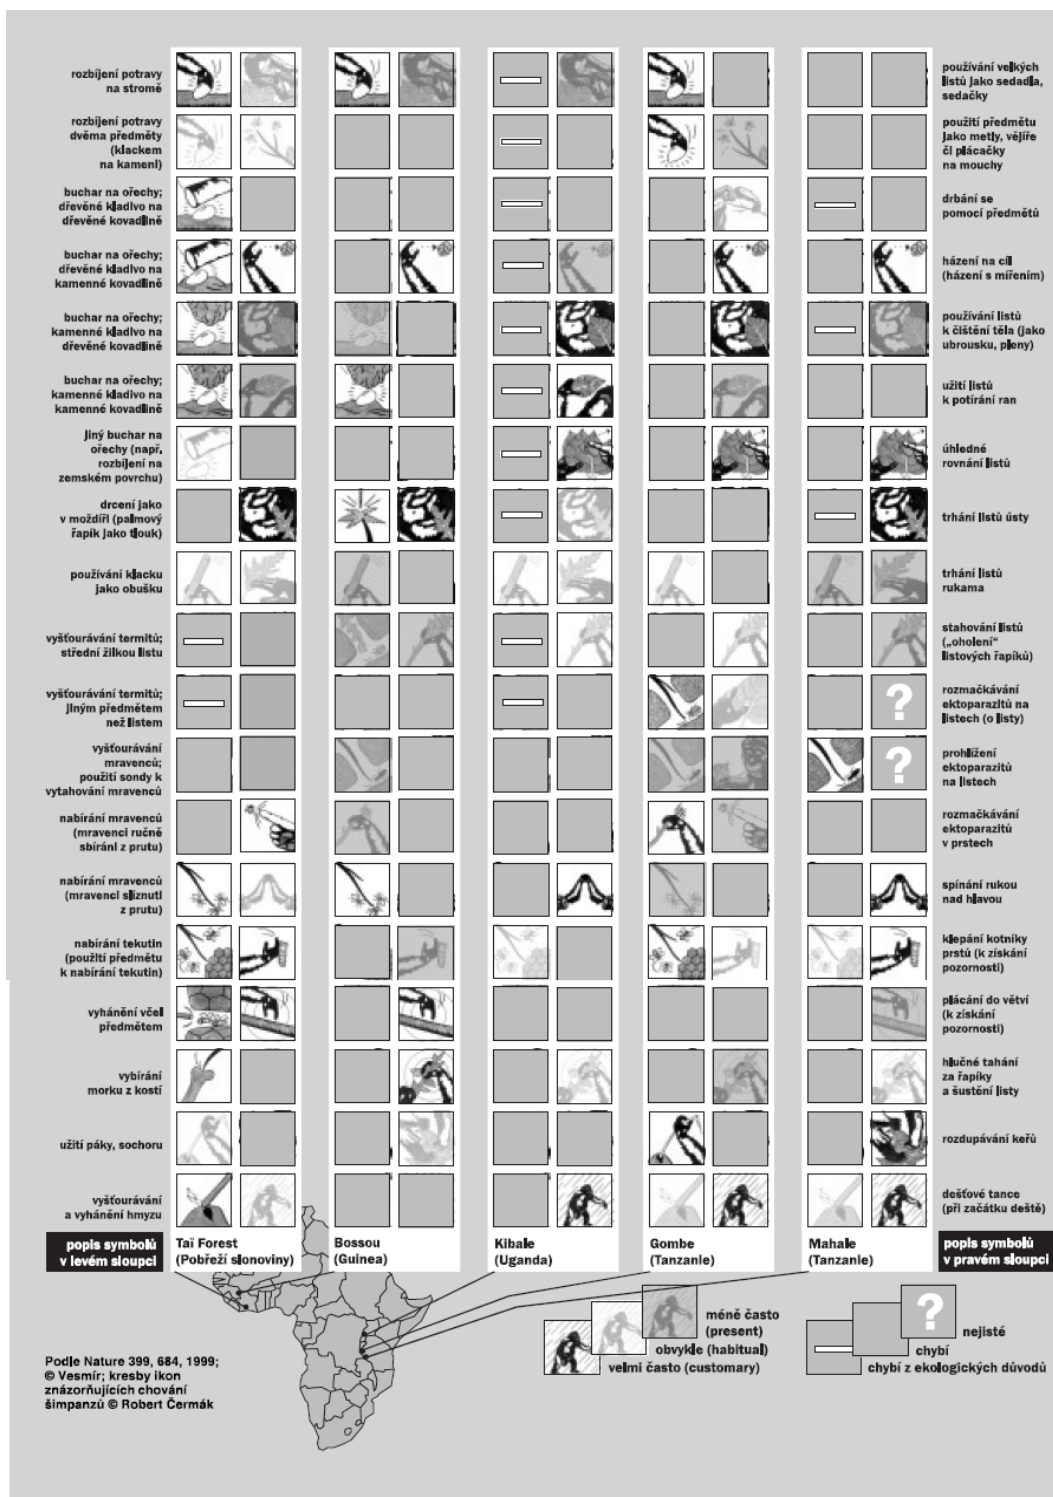 rozbíjení potravy
na stromě
rozbíjení potravy
dvěma předměty
(klackem
na kameni)
buchar na ořechy;
dřevěné kladivo na
dřevěné kovadlině
buchar na ořechy;
dřevěné kladivo na
kamenné kovadlině
buchar na ořechy;
kamenné kladivo na
dřevěné kovadlině
buchar na ořechy;
kamenné kladivo na
kamenné kovadlině
jiný buchar na
ořechy (např.
rozbíjení na
zemském povrchu)
drcení jako
v moždíři (palmový
řapík jako tlouk)
používání klacku
jako obušku
vyšťourávání termitů;
střední žilkou listu
vyšťourávání termitů;
jiným předmětem
než listem
vyšťourávání
mravenců;
použití sondy k
vytahování mravenců
nabírání mravenců
(mravenci ručně
sbíráni z prutu)
nabírání mravenců
(mravenci slíznuti
z prutu)
nabírání tekutin
(použití předmětu
k nabírání tekutin)
vyhánění včel
předmětem
vybírání
morku z kostí
užití páky, sochoru
vyšťourávání
a vyhánění hmyzu
popis symbolů
v levém sloupci
Taï Forest
(Pobřeží slonoviny)
Bossou
(Guinea)
Kibale
(Uganda)
Gombe
(Tanzanie)
Mahale
(Tanzanie)
používání velkých
listů jako sedadla,
sedačky
použití předmětu
jako metly, vějíře
či plácačky
na mouchy
drbání se
pomocí předmětů
házení na cíl
(házení s mířením)
používání listů
k čištění těla (jako
ubrousku, pleny)
užití listů
k potírání ran
úhledné
rovnání listů
trhání listů ústy
trhání listů
rukama
stahování listů
(„oholení“
listových řapíků)
?
rozmačkávání
ektoparazitů na
listech (o listy)
?
prohlížení
ektoparazitů
na listech
rozmačkávání
ektoparazitů
v prstech
spínání rukou
nad hlavou
klepání kotníky
prstů (k získání
pozornosti)
plácání do větví
(k získání
pozornosti)
hlučné tahání
za řapíky
a šustění listy
rozdupávání keřů
dešťové tance
(při začátku deště)
popis symbolů
v pravém sloupci
méně často
(present)
obvykle (habitual)
velmi často (customary)
?
nejisté
chybí
chybí z ekologických důvodů
Podle Nature 399, 684, 1999;
© Vesmír; kresby ikon
znázorňujících chování
šimpanzů © Robert Čermák